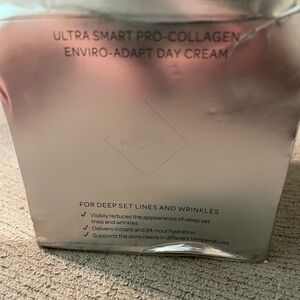 ULTRA SMART PRO-COLLAGEN
ENVIRO-ADAPT DAY CREAM
FOR DEEP SET LINES AND WRINKLES
✓ Visibly reduces the appearance of deep set
lines and wrinkles
✓ Delivers instant and 24-hour hydration
✓ Supports the skins needs in different temperatures